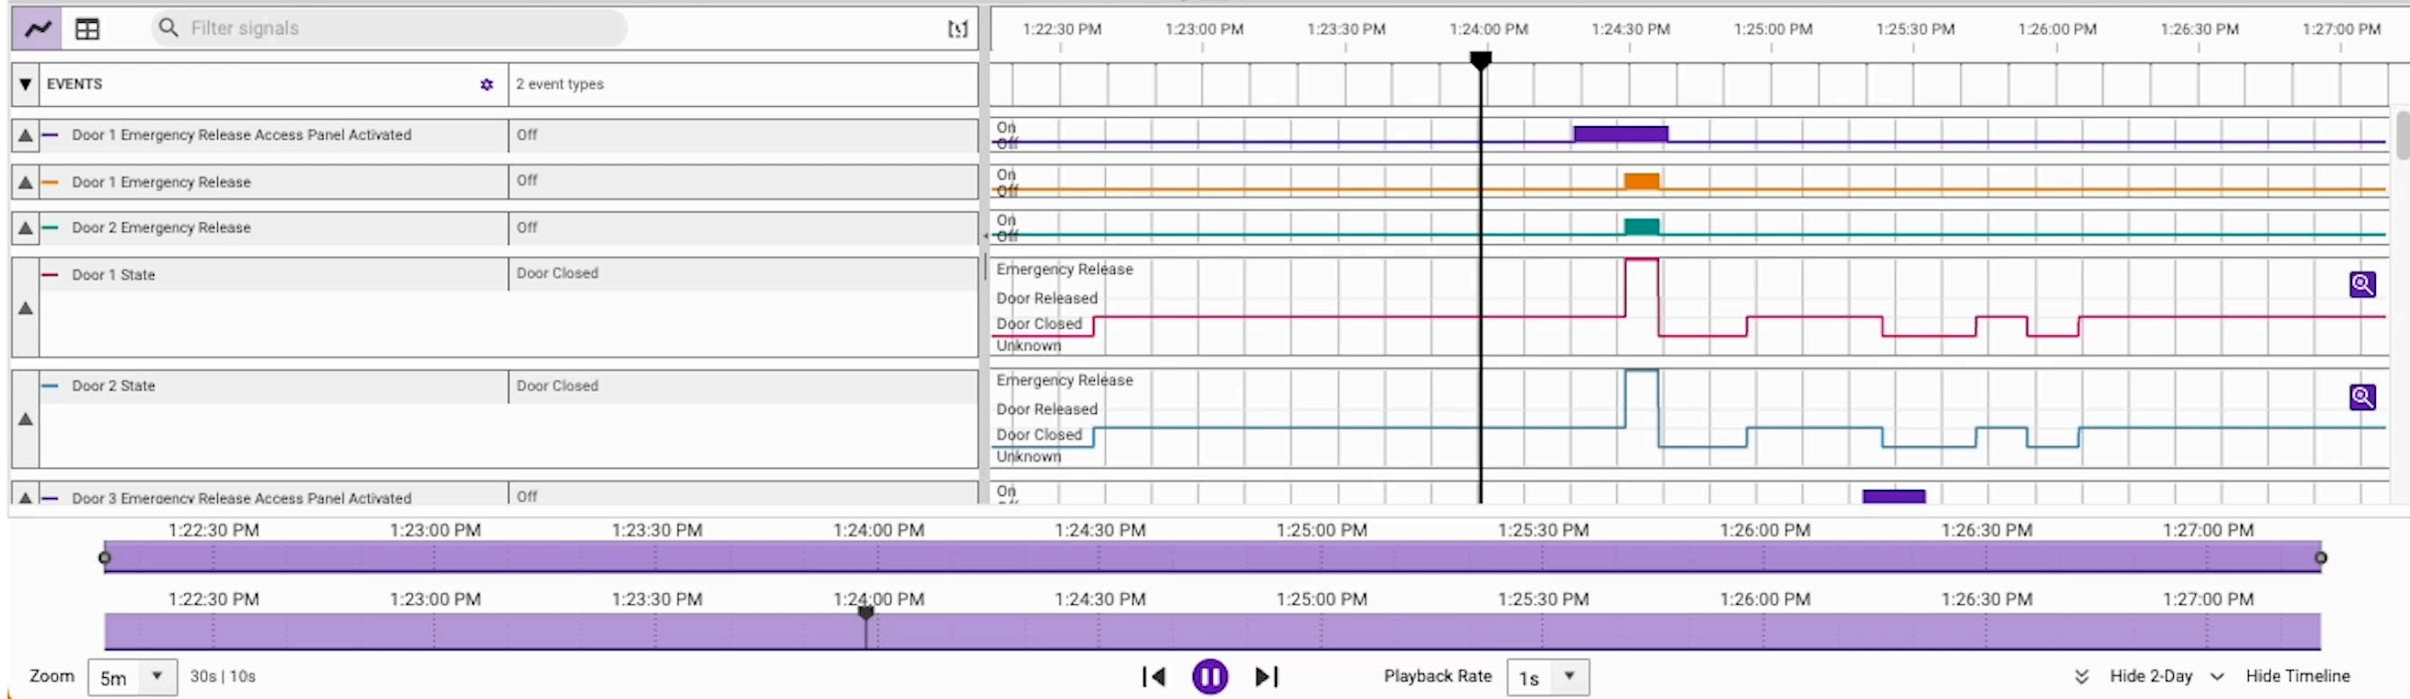 Filter signals
1:22:30 PM 1:23:00 PM 1:23:30 PM 1:24:00 PM 1:24:30 PM 1:25:00 PM 1:25:30 PM 1:26:00 PM 1:26:30 PM 1:27:00 PM
EVENTS 2 event types
Door 1 Emergency Release Access Panel Activated Off
On
Off
Door 1 Emergency Release Off
On
Off
Door 2 Emergency Release Off
On
Off
Door 1 State Door Closed
Emergency Release
Door Released
Door Closed
Unknown
Door 2 State Door Closed
Emergency Release
Door Released
Door Closed
Unknown
Door 3 Emergency Release Access Panel Activated Off
On
Off
1:22:30 PM 1:23:00 PM 1:23:30 PM 1:24:00 PM 1:24:30 PM 1:25:00 PM 1:25:30 PM 1:26:00 PM 1:26:30 PM 1:27:00 PM
1:22:30 PM 1:23:00 PM 1:23:30 PM 1:24:00 PM 1:24:30 PM 1:25:00 PM 1:25:30 PM 1:26:00 PM 1:26:30 PM 1:27:00 PM
Zoom 5m 30s | 10s Playback Rate 1s Hide 2-Day Hide Timeline